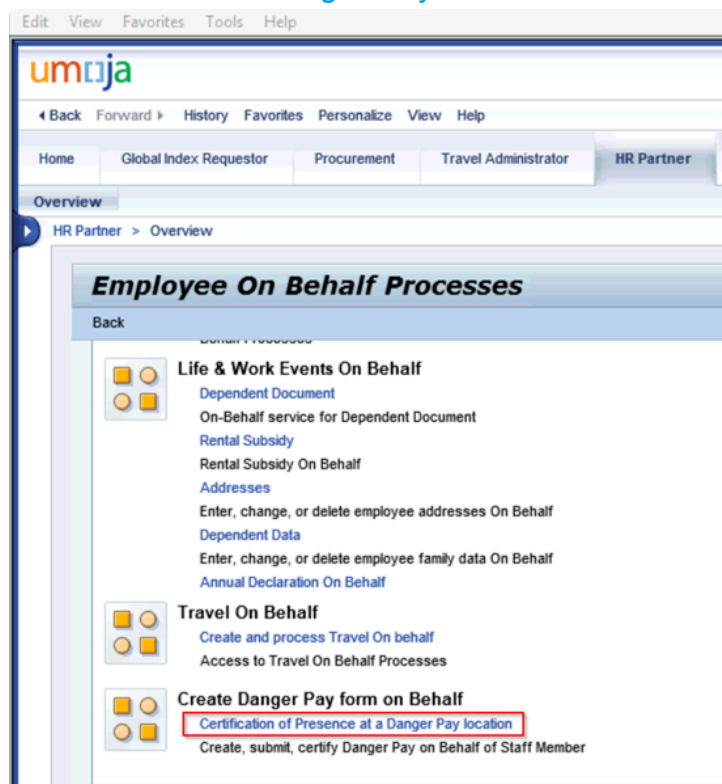 Edit View Favorites Tools Help
umoja
Back Forward History Favorites Personalize View Help
Home Global Index Requestor Procurement Travel Administrator HR Partner
Overview
HR Partner > Overview
Employee On Behalf Processes
Back
Life & Work Events On Behalf
Dependent Document
On-Behalf service for Dependent Document
Rental Subsidy
Rental Subsidy On Behalf
Addresses
Enter, change, or delete employee addresses On Behalf
Dependent Data
Enter, change, or delete employee family data On Behalf
Annual Declaration On Behalf
Travel On Behalf
Create and process Travel On behalf
Access to Travel On Behalf Processes
Create Danger Pay form on Behalf
Certification of Presence at a Danger Pay location
Create, submit, certify Danger Pay on Behalf of Staff Member